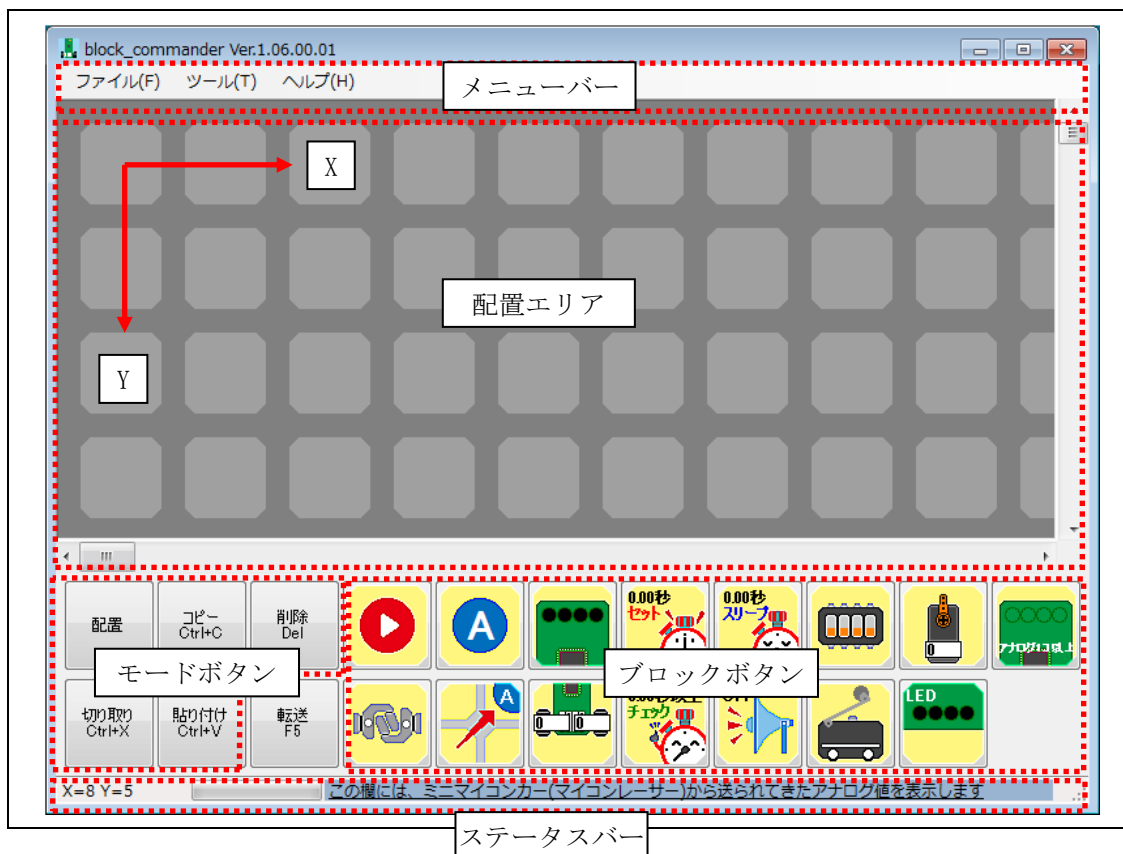 block_commander Ver.1.06.00.01
ファイル(F) ツール(T) ヘルプ(H)
メニューバー
X
配置エリア
Y
配置
コピー
Ctrl+C
削除
Del
A
0.00秒
セット
0.00秒
スリープ
0
アナログ値以上
モードボタン
ブロックボタン
切り取り
Ctrl+X
貼り付け
Ctrl+V
転送
F5
A
0 0
チェック
LED
X=8 Y=5
この欄には、ミニマイコンカー(マイコンレーサー)から送られてきたアナログ値を表示します
ステータスバー